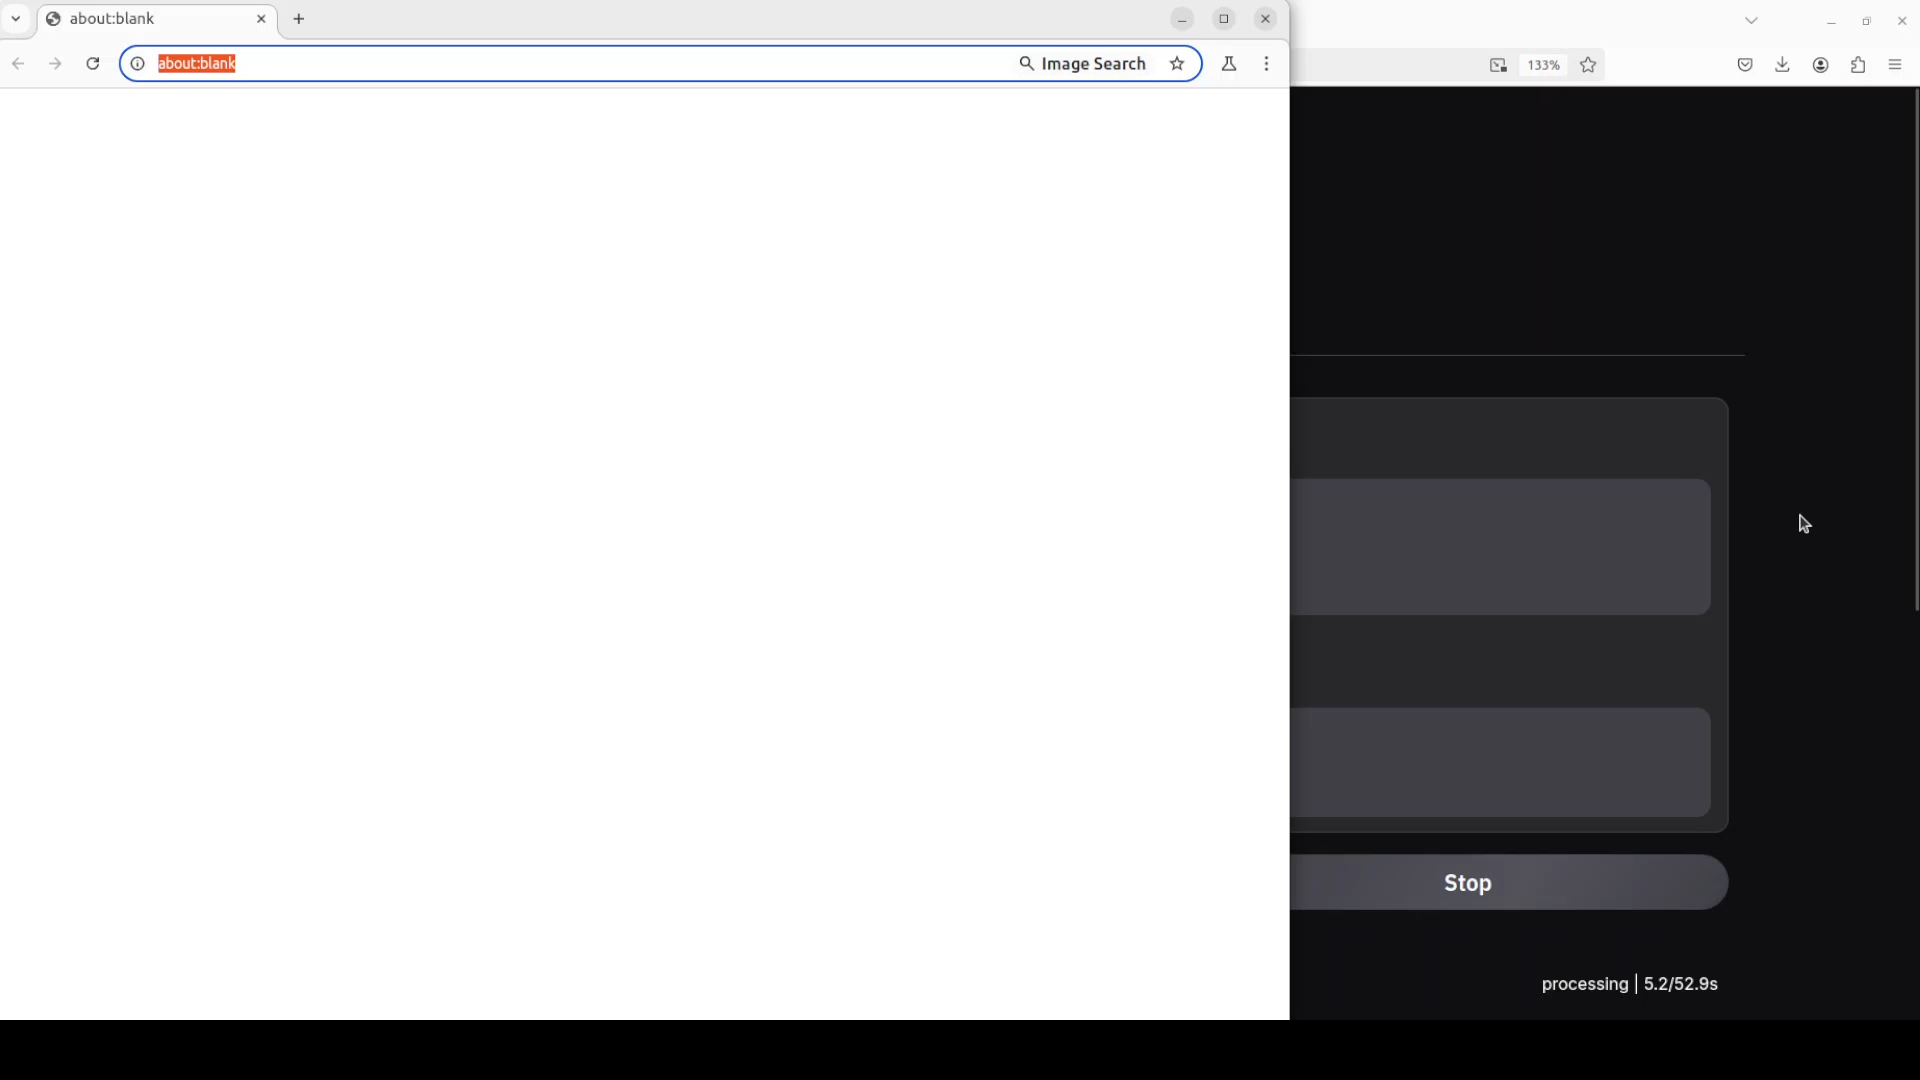 about:blank
about:blank
Image Search
133%
Stop
processing | 5.2/52.9s